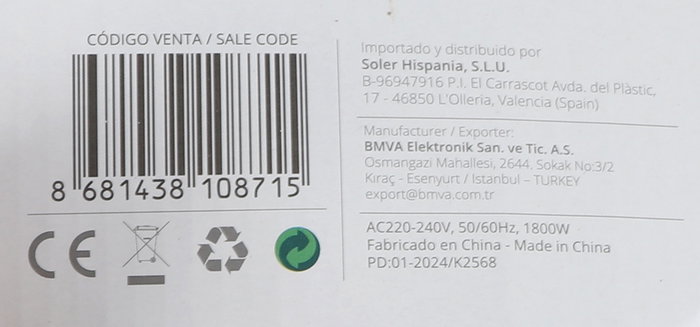 CÓDIGO VENTA / SALE CODE
8 681438 108715
CE
Importado y distribuido por
Soler Hispania, S.L.U.
B-96947916 P.I. El Carrascot Avda. del Plàstic,
17 - 46850 L'Olleria, Valencia (Spain)
Manufacturer / Exporter:
BMVA Elektronik San. ve Tic. A.S.
Osmangazi Mahallesi, 2644, Sokak No:3/2
Kıraç - Esenyurt / Istanbul – TURKEY
export@bmva.com.tr
AC220-240V, 50/60Hz, 1800W
Fabricado en China - Made in China
PD:01-2024/K2568